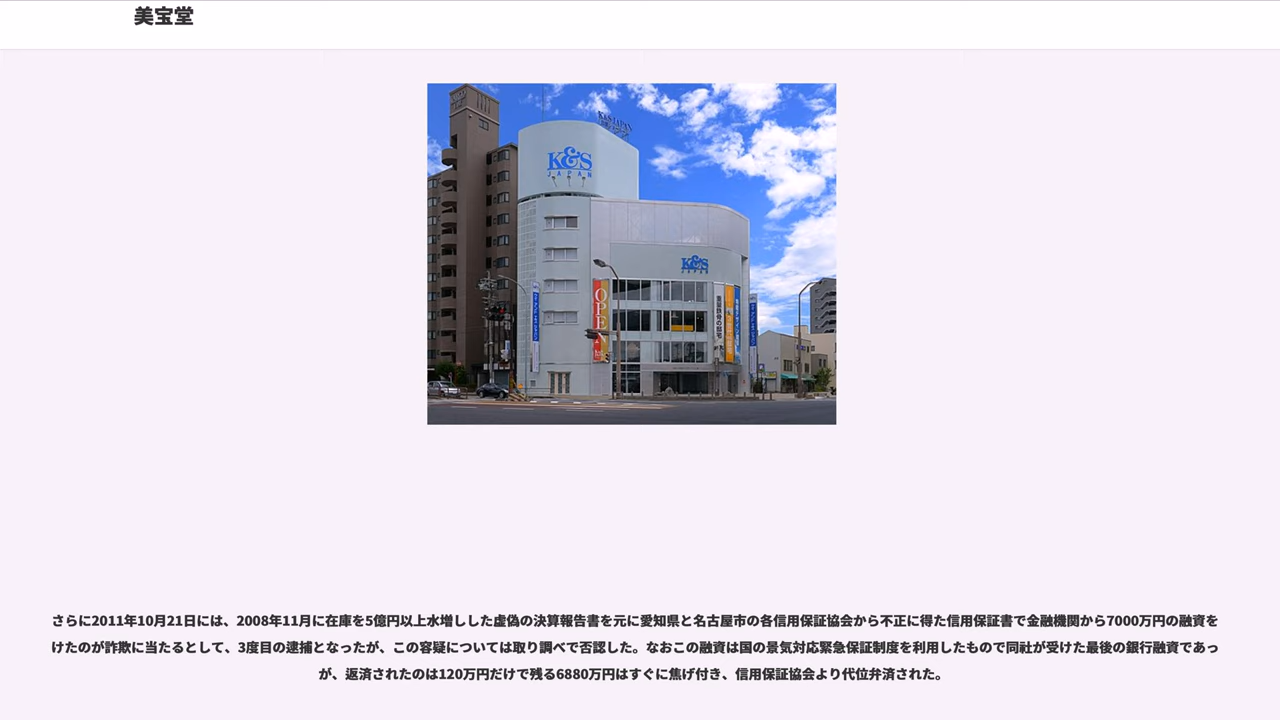 美宝堂
K&S JAPAN
K&S
JAPAN
K&S
JAPAN
OPEN
さらに2011年10月21日には、2008年11月に在庫を5億円以上水増しした虚偽の決算報告書を元に愛知県と名古屋市の各信用保証協会から不正に得た信用保証書で金融機関から7000万円の融資を
けたのが詐欺に当たるとして、3度目の逮捕となったが、この容疑については取り調べで否認した。なおこの融資は国の景気対応緊急保証制度を利用したもので同社が受けた最後の銀行融資であっ
が、返済されたのは120万円だけで残る6880万円はすぐに焦げ付き、信用保証協会より代位弁済された。